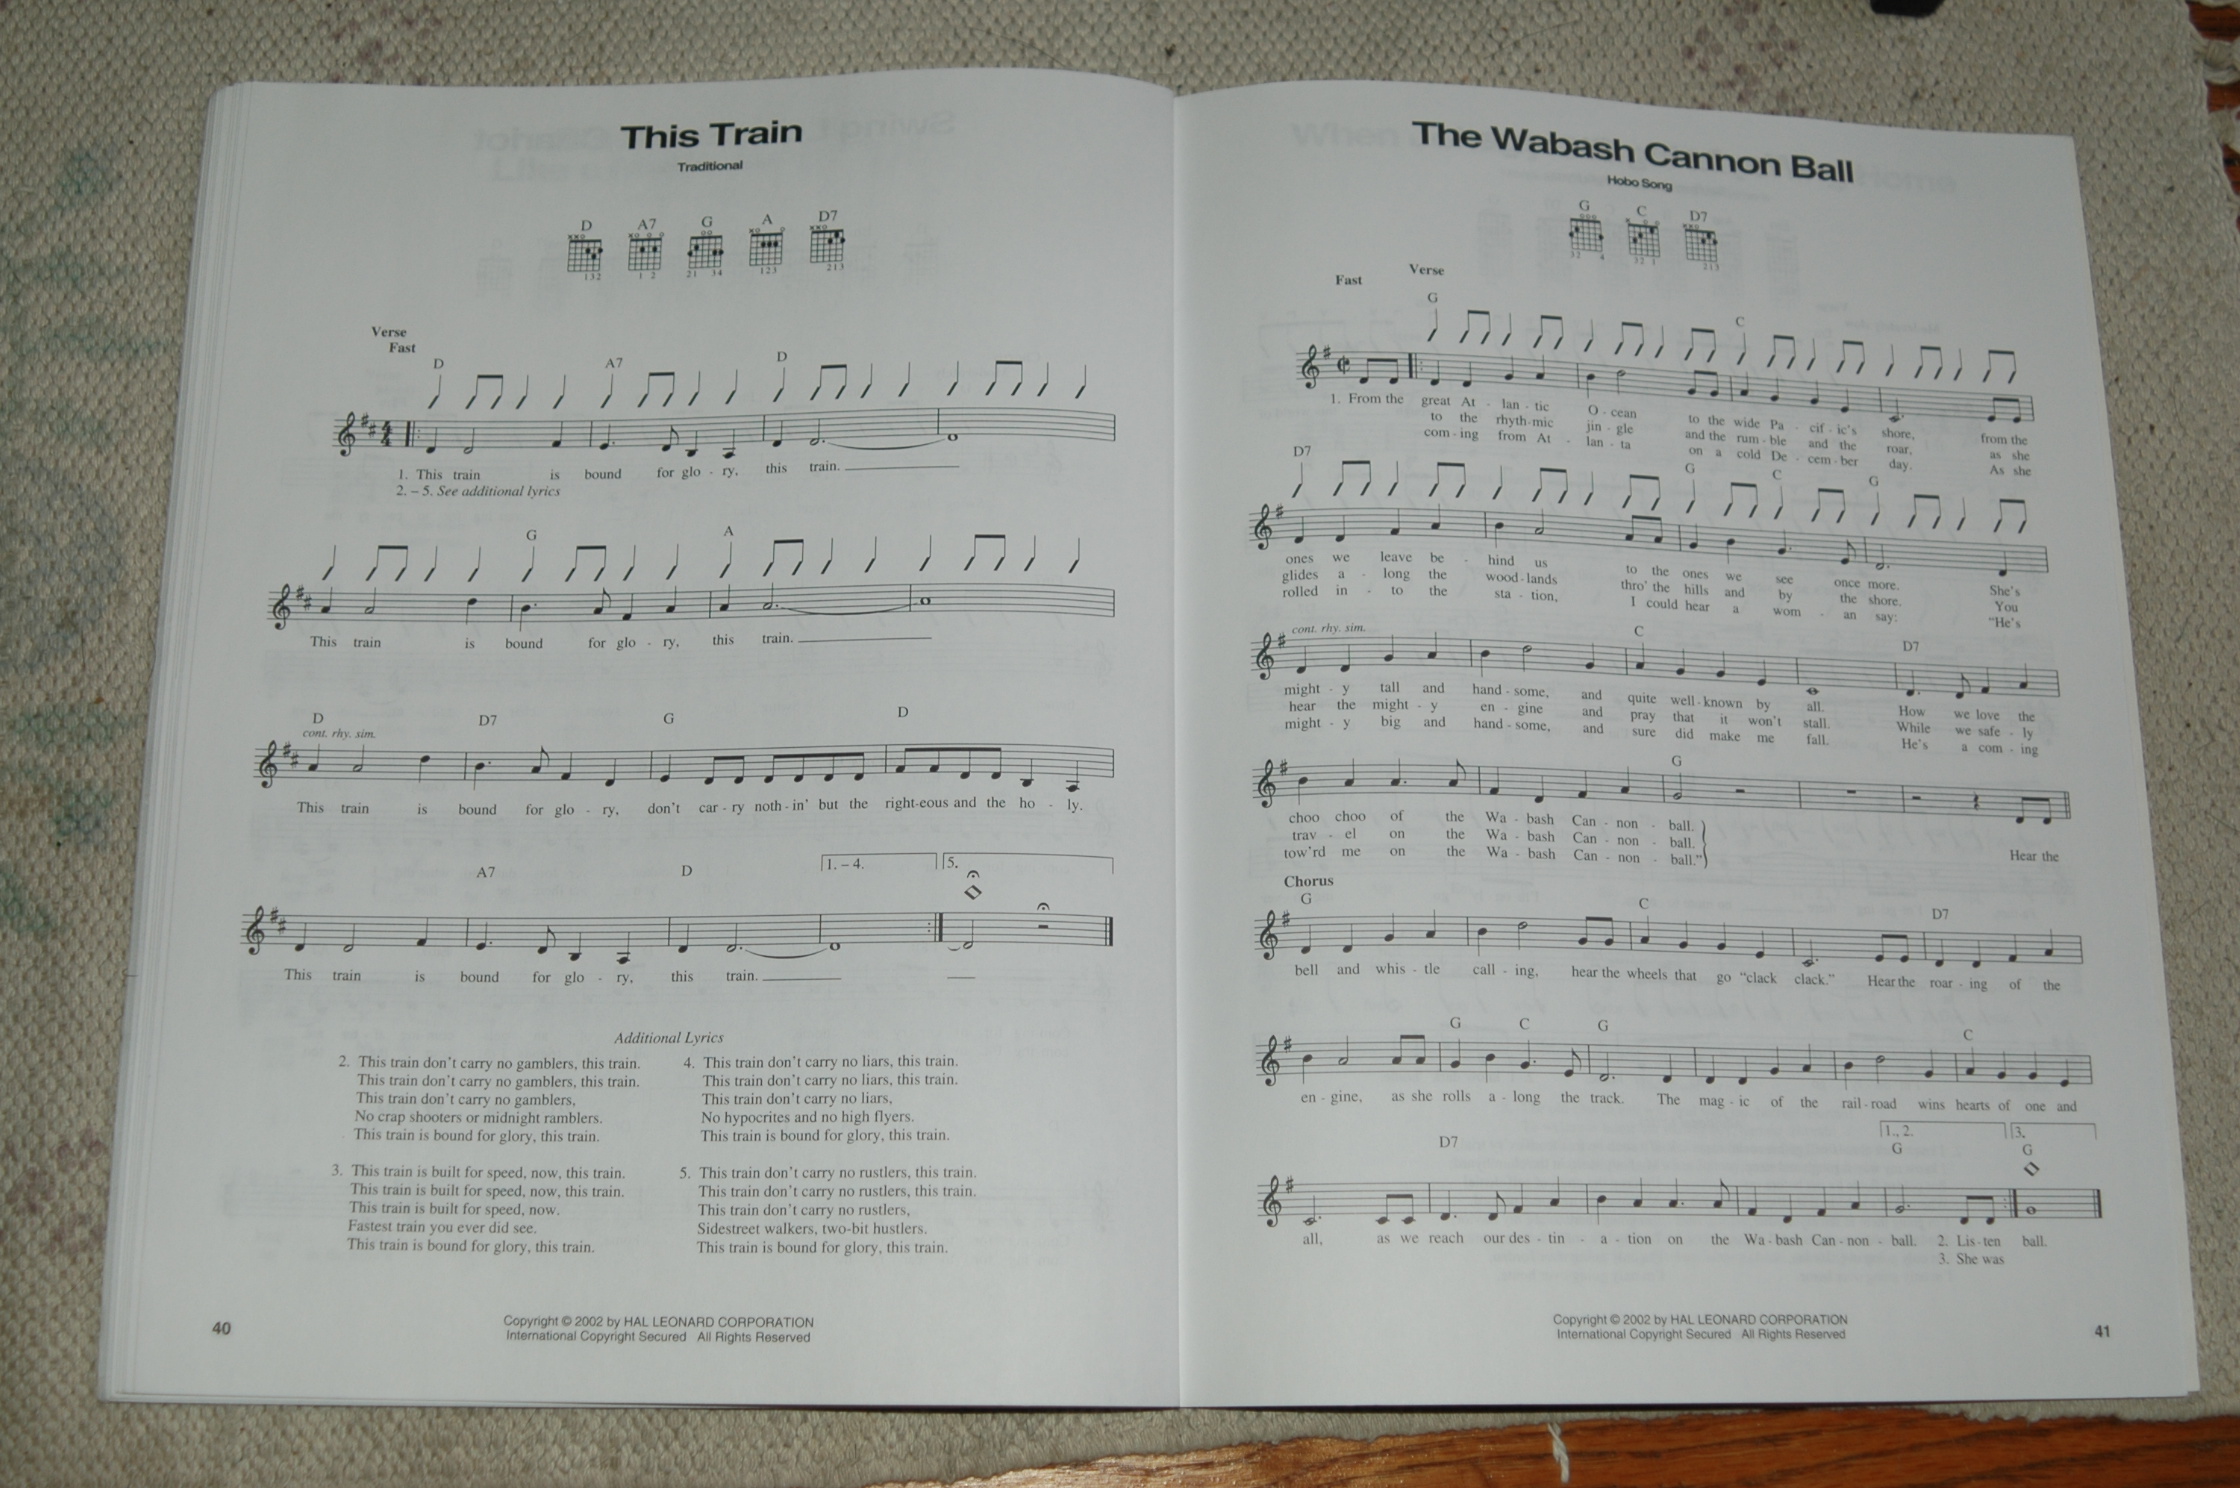 This Train
Traditional
D A7 G A D7
132 1 2 21 34 123 213
Verse
Fast
D A7 D
1. This train is bound for glo - ry, this train.
2. – 5. See additional lyrics
G A
This train is bound for glo - ry, this train.
D D7 G D
cont. rhy. sim.
This train is bound for glo - ry, don't car - ry noth - in' but the right-eous and the ho - ly.
A7 D 1. – 4. 5.
This train is bound for glo - ry, this train.
Additional Lyrics
2. This train don't carry no gamblers, this train.
This train don't carry no gamblers, this train.
This train don't carry no gamblers,
No crap shooters or midnight ramblers.
This train is bound for glory, this train.
3. This train is built for speed, now, this train.
This train is built for speed, now, this train.
This train is built for speed, now.
Fastest train you ever did see.
This train is bound for glory, this train.
4. This train don't carry no liars, this train.
This train don't carry no liars, this train.
This train don't carry no liars,
No hypocrites and no high flyers.
This train is bound for glory, this train.
5. This train don't carry no rustlers, this train.
This train don't carry no rustlers, this train.
This train don't carry no rustlers,
Sidestreet walkers, two-bit hustlers.
This train is bound for glory, this train.
40
Copyright © 2002 by HAL LEONARD CORPORATION
International Copyright Secured All Rights Reserved
The Wabash Cannon Ball
Hobo Song
G C D7
32 4 32 1 213
Fast Verse
G C
1. From the great At - lan - tic O - cean to the wide Pa - cif - ic's shore, from the
to the rhyth-mic jin - gle and the rum - ble and the roar, as she
com - ing from At - lan - ta on a cold De - cem - ber day. As she
D7 G C G
ones we leave be - hind us to the ones we see once more. She's
glides a - long the wood - lands thro' the hills and by the shore. You
rolled in - to the sta - tion, I could hear a wom - an say: "He's
cont. rhy. sim. C D7
might - y tall and hand - some, and quite well - known by all. How we love the
hear the might - y en - gine and pray that it won't stall. While we safe - ly
might - y big and hand - some, and sure did make me fall. He's a com - ing
G
choo choo of the Wa - bash Can - non - ball.
trav - el on the Wa - bash Can - non - ball.
tow'rd me on the Wa - bash Can - non - ball."
Hear the
Chorus
G C D7
bell and whis - tle call - ing, hear the wheels that go "clack clack." Hear the roar - ing of the
G C G C
en - gine, as she rolls a - long the track. The mag - ic of the rail - road wins hearts of one and
D7 1., 2. G 3. G
all, as we reach our des - tin - a - tion on the Wa - bash Can - non - ball. 2. Lis - ten ball.
3. She was
Copyright © 2002 by HAL LEONARD CORPORATION
International Copyright Secured All Rights Reserved
41